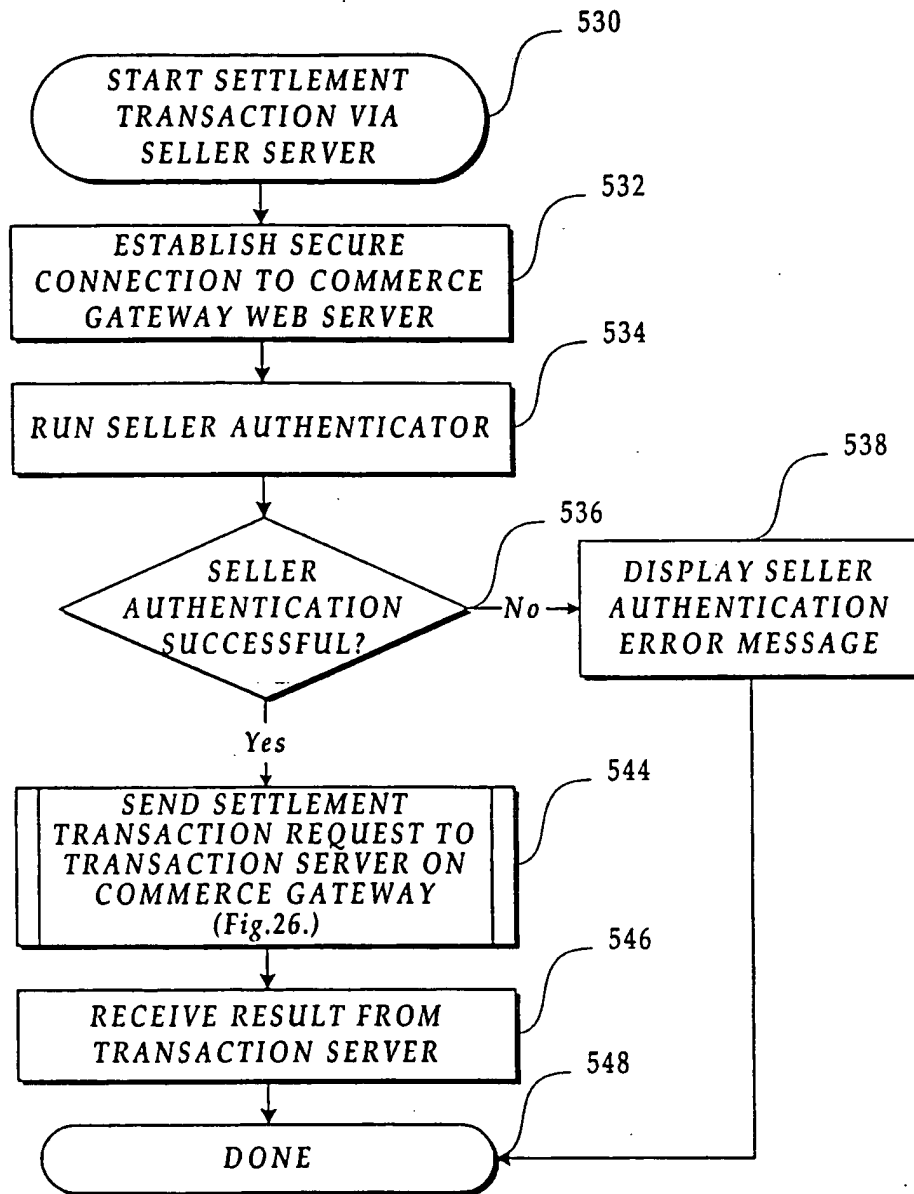 530
START SETTLEMENT
TRANSACTION VIA
SELLER SERVER
532
ESTABLISH SECURE
CONNECTION TO COMMERCE
GATEWAY WEB SERVER
534
RUN SELLER AUTHENTICATOR
536
SELLER
AUTHENTICATION
SUCCESSFUL?
No
538
DISPLAY SELLER
AUTHENTICATION
ERROR MESSAGE
Yes
544
SEND SETTLEMENT
TRANSACTION REQUEST TO
TRANSACTION SERVER ON
COMMERCE GATEWAY
(Fig.26.)
546
RECEIVE RESULT FROM
TRANSACTION SERVER
548
DONE